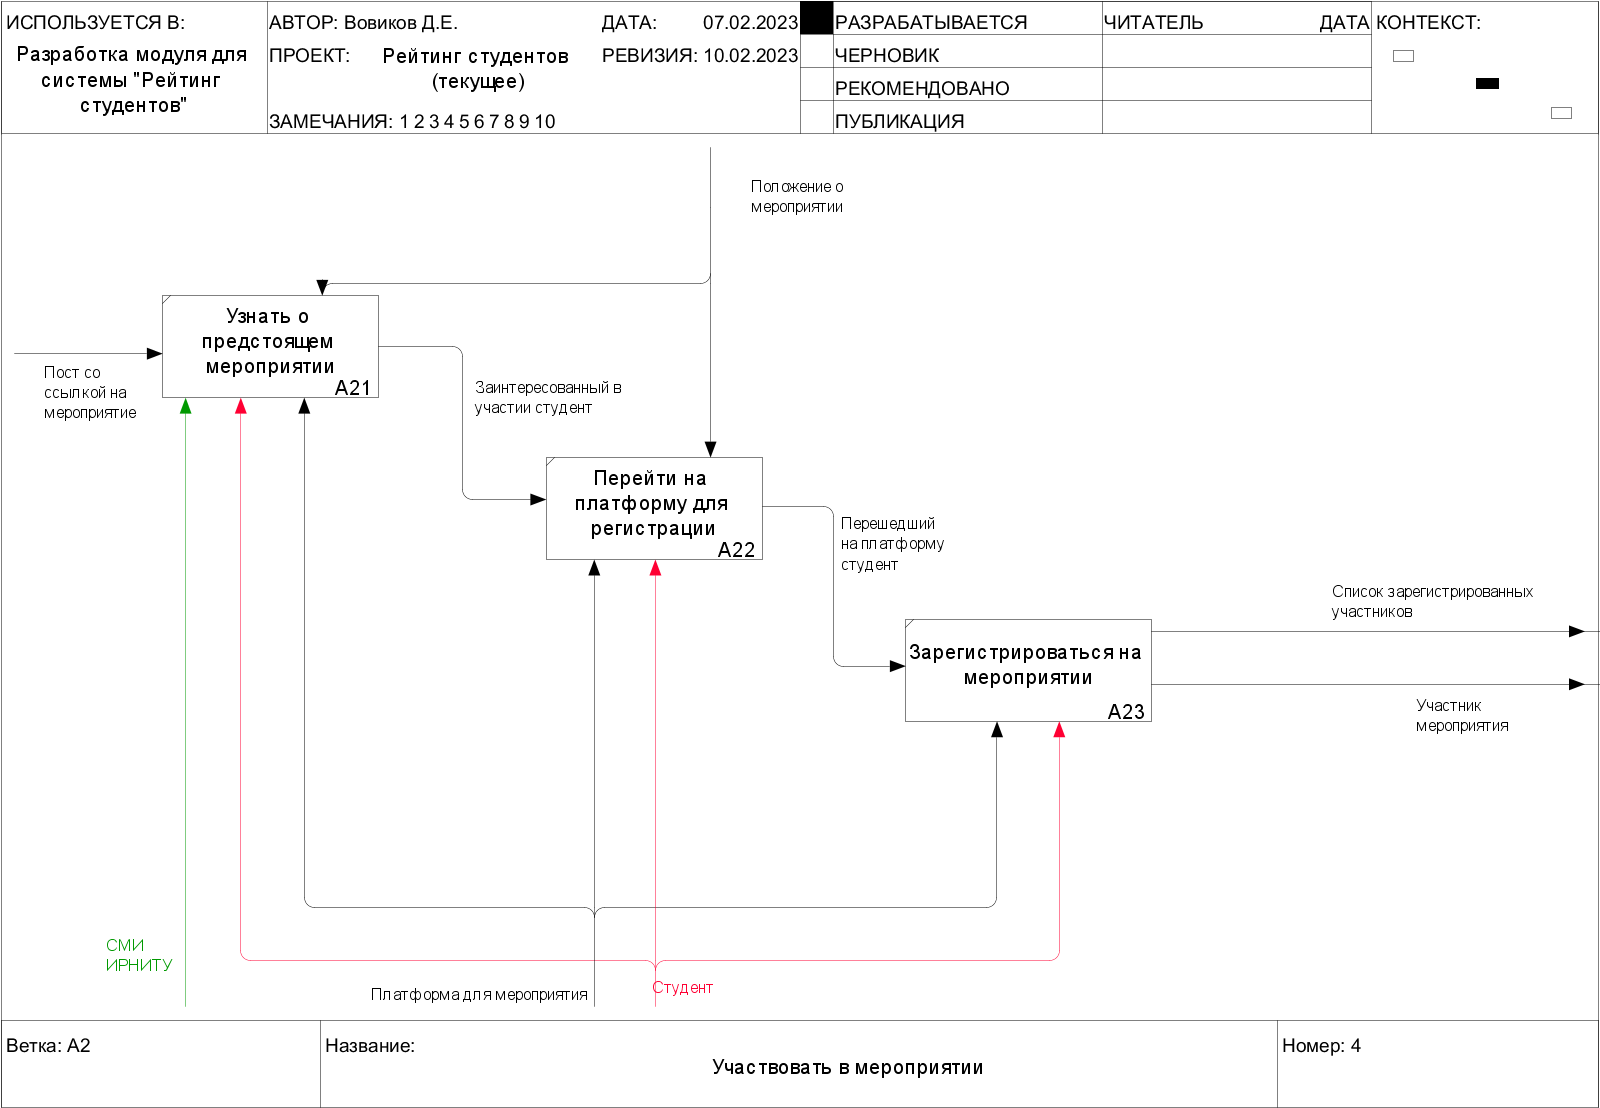 ИСПОЛЬЗУЕТСЯ В:
Разработка модуля для
системы "Рейтинг
студентов"
АВТОР: Вовиков Д.Е.
ДАТА: 07.02.2023
ПРОЕКТ: Рейтинг студентов
(текущее)
РЕВИЗИЯ: 10.02.2023
ЗАМЕЧАНИЯ: 1 2 3 4 5 6 7 8 9 10
РАЗРАБАТЫВАЕТСЯ
ЧЕРНОВИК
РЕКОМЕНДОВАНО
ПУБЛИКАЦИЯ
ЧИТАТЕЛЬ ДАТА
КОНТЕКСТ:
Положение о
мероприятии
Узнать о
предстоящем
мероприятии
A21
Пост со
ссылкой на
мероприятие
Заинтересованный в
участии студент
Перейти на
платформу для
регистрации
A22
Перешедший
на платформу
студент
Зарегистрироваться на
мероприятии
A23
Список зарегистрированных
участников
Участник
мероприятия
СМИ
ИРНИТУ
Платформа для мероприятия
Студент
Ветка: A2
Название:
Участвовать в мероприятии
Номер: 4